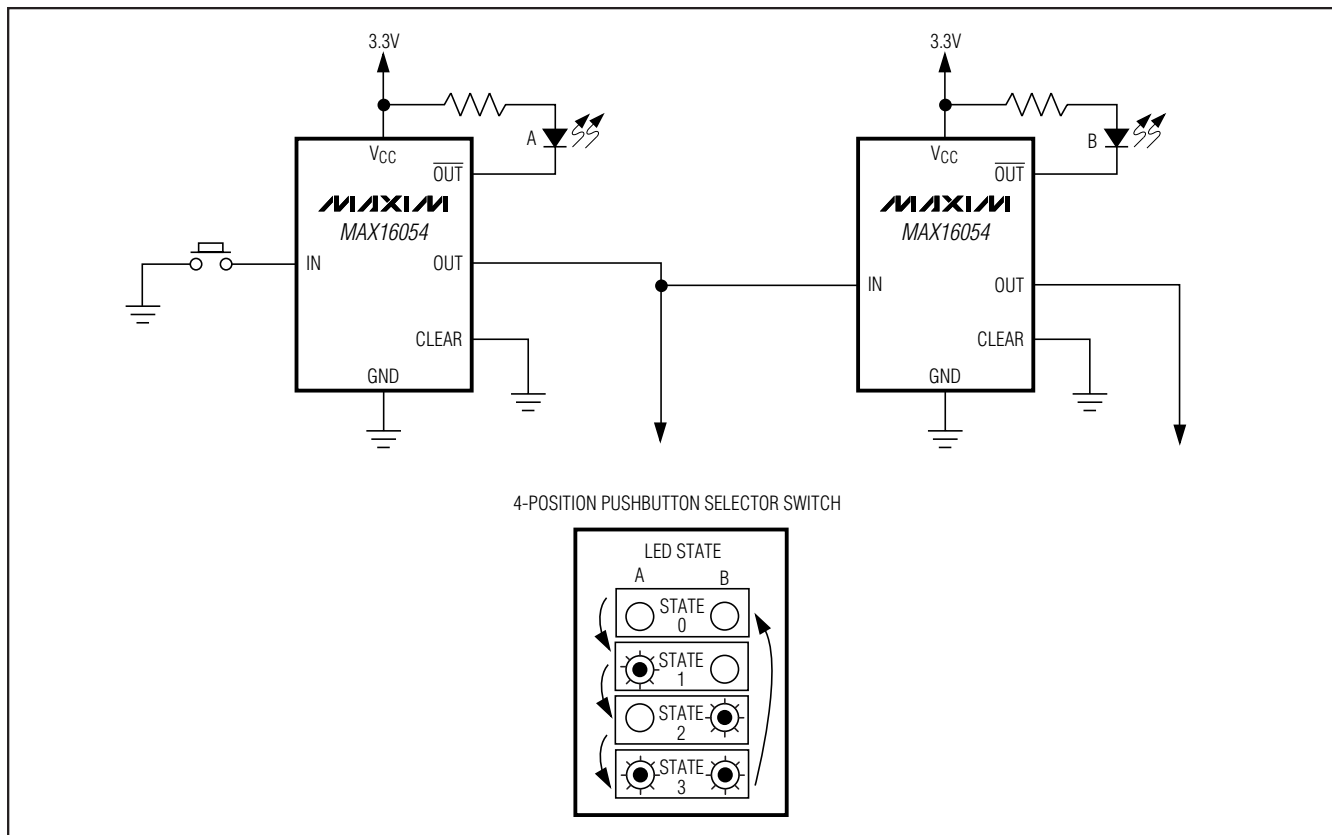 3.3V
3.3V
A
B
VCC
VCC
OUT
OUT
MAXIM
MAXIM
MAX16054
MAX16054
IN
OUT
IN
OUT
CLEAR
CLEAR
GND
GND
4-POSITION PUSHBUTTON SELECTOR SWITCH
LED STATE
A B
STATE
0
STATE
1
STATE
2
STATE
3